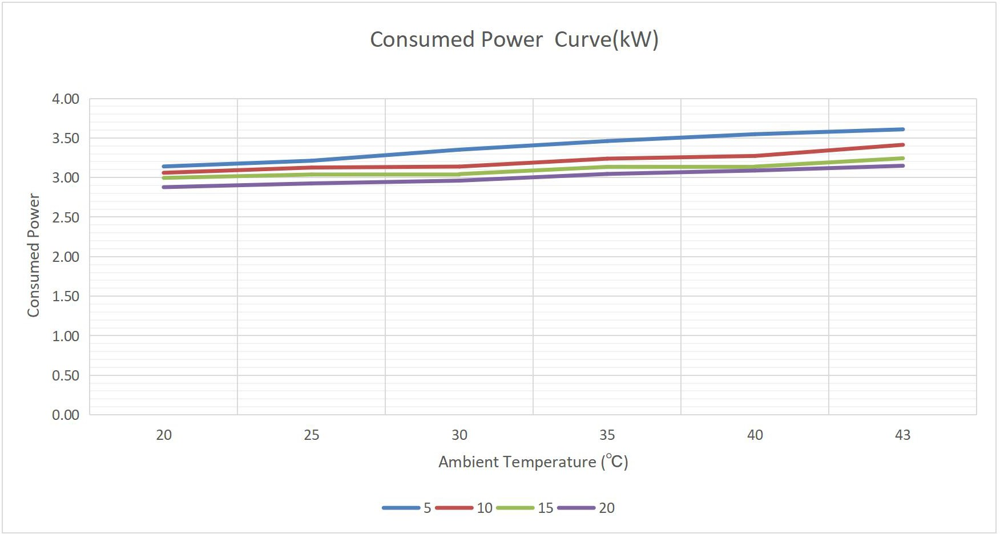 Consumed Power  Curve(kW)
4.00
3.50
3.00
2.50
2.00
1.50
1.00
0.50
0.00
Consumed Power
20 25 30 35 40 43
Ambient Temperature (℃)
5 10 15 20